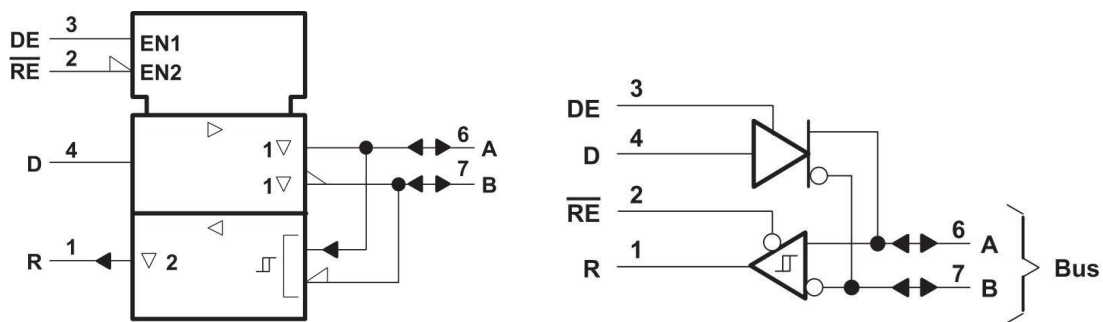 DE 3 EN1
RE 2 EN2
D 4 1 6 A
1 7 B
R 1 2
DE 3
D 4
RE 2
R 1
6 A
7 B
Bus